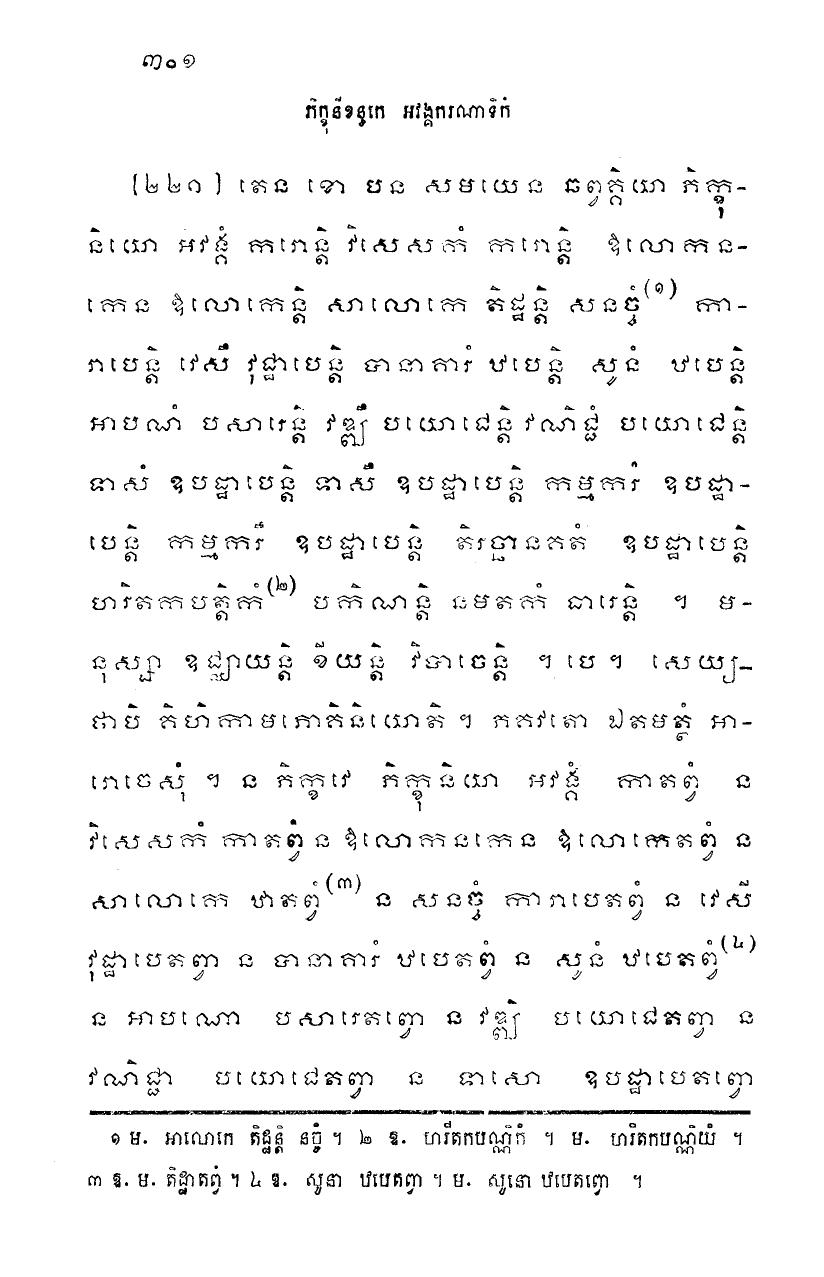 ៣០១
ភិក្ខុនីខន្ធកេ អវង្គករណាទិកំ
[២២១] តេន ខោ បន សមយេន ឆព្វគ្គិយោ ភិក្ខុ-
និយោ អវង្គំ ករោន្តិ វិសេសកំ ករោន្តិ ឱលោកន-
កេន ឱលោកេន្តិ សាលោកេ តិដ្ឋន្តិ សនច្ចំ(១) ការ-
រាបេន្តិ វេសឹ វុដ្ឋាបេន្តិ បានាគារំ ឋបេន្តិ សូនំ ឋបេន្តិ
អាបណំ បសារេន្តិ វឌ្ឍឹ បយោជេន្តិ វណិជ្ជំ បយោជេន្តិ
ទាសំ ឧបដ្ឋាបេន្តិ ទាសឹ ឧបដ្ឋាបេន្តិ កម្មករំ ឧបដ្ឋា-
បេន្តិ កម្មករឹ ឧបដ្ឋាបេន្តិ តិរច្ឆានគតំ ឧបដ្ឋាបេន្តិ
ហរិតកបត្តិកំ(២) បកិណន្តិ នមតកំ ធារេន្តិ ។ ម-
នុស្សា ឧជ្ឈាយន្តិ ខីយន្តិ វិបាចេន្តិ ។ បេ ។ សេយ្យ-
ថាបិ គិហិកាមភោគិនិយោតិ ។ ភគវតោ ឯតមត្ថំ អា-
រោចេសុំ ។ ន ភិក្ខវេ ភិក្ខុនិយា អវង្គំ កាតព្វំ ន
វិសេសកំ កាតព្វំ ន ឱលោកនកេន ឱលោកេតព្វំ ន
សាលោកេ ឋាតព្វំ(៣) ន សនច្ចំ ការាបេតព្វំ ន វេសី
វុដ្ឋាបេតព្វា ន បានាគារំ ឋបេតព្វំ ន សូនំ ឋបេតព្វំ(៤)
ន អាបណោ បសារេតព្វោ ន វឌ្ឍិ បយោជេតព្វា ន
វណិជ្ជា បយោជេតព្វា ន ទាសោ ឧបដ្ឋាបេតព្វោ
១ ម. អាលោកេ តិដ្ឋន្តិ នច្ចំ ។ ២ ឱ. ហរីតកបណ្ណិកំ ។ ម. ហរិតកបណ្ណិយំ ។
៣ ឱ. ម. តិដ្ឋាតព្វំ ។ ៤ ឱ. សូនា ឋបេតព្វា ។ ម. សូនោ ឋបេតព្វោ ។